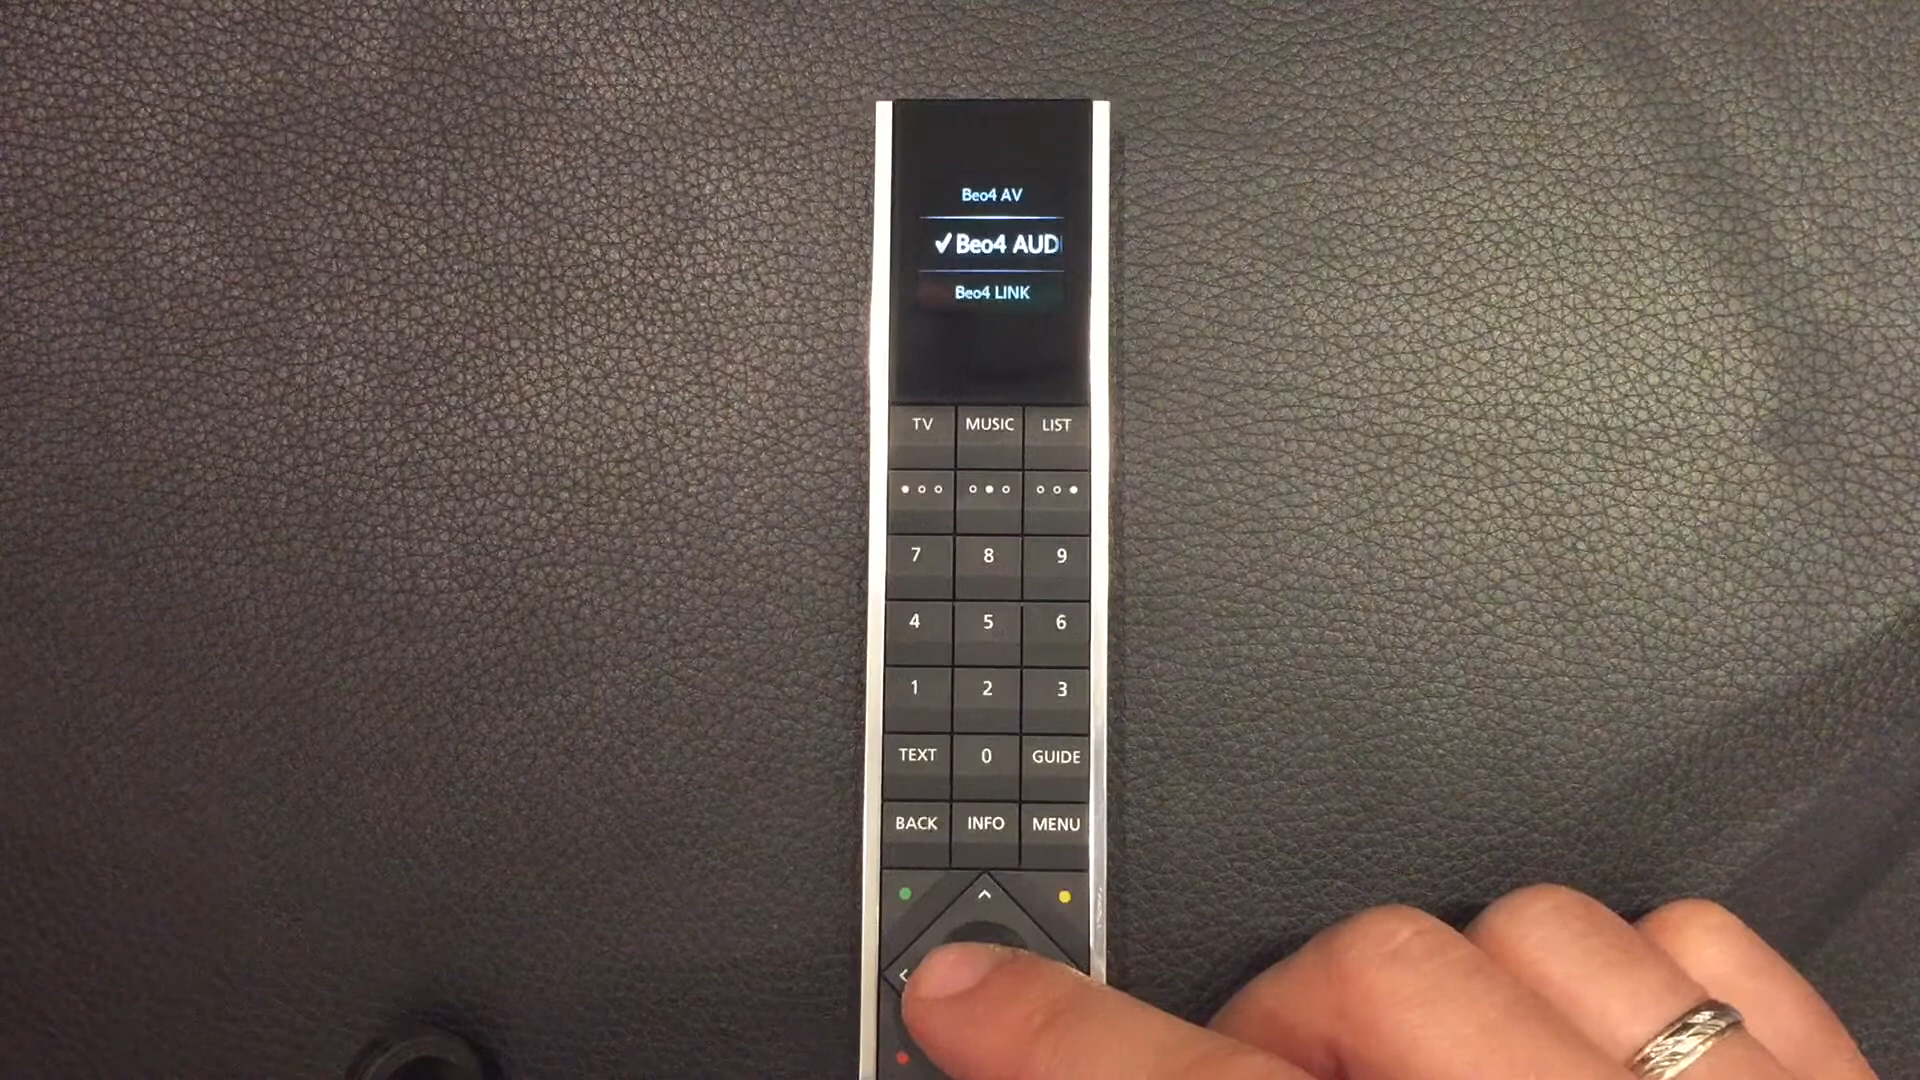 Beo4 AV
✓ Beo4 AUD
Beo4 LINK
TV MUSIC LIST
7 8 9
4 5 6
1 2 3
TEXT 0 GUIDE
BACK INFO MENU